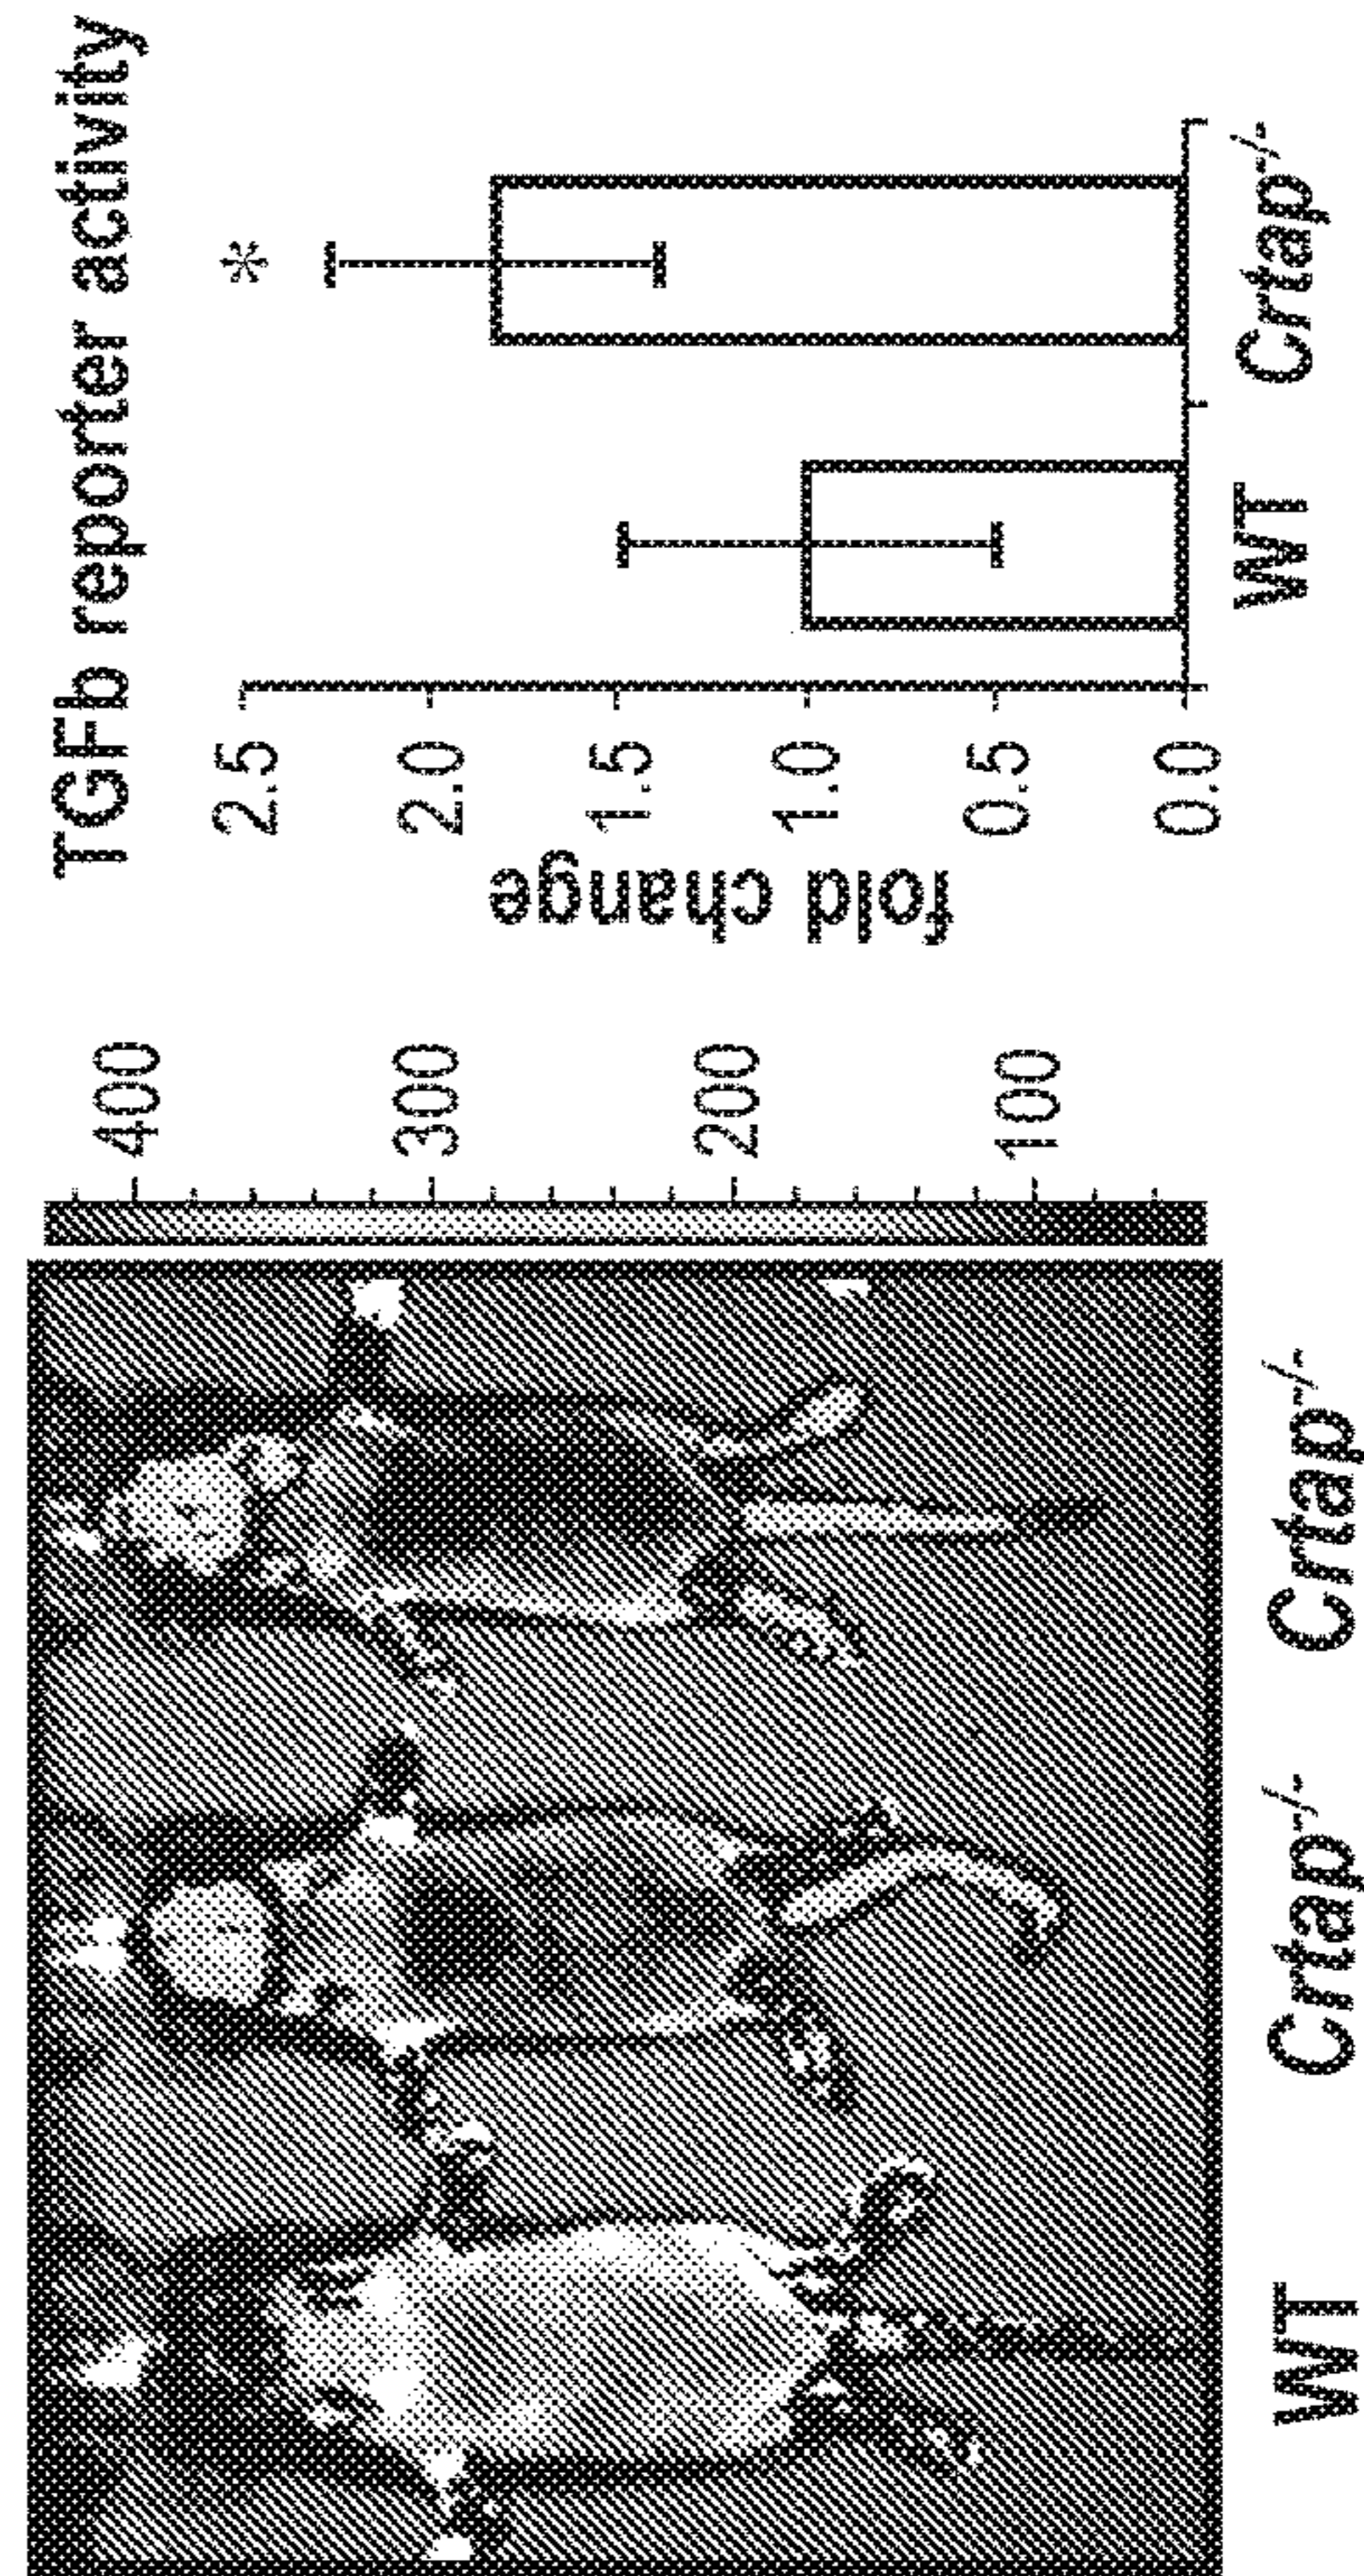 400
300
200
100
WT Crtap-/- Crtap-/-
TGFb reporter activity
fold change
2.5
2.0
1.5
1.0
0.5
0.0
*
WT Crtap-/-